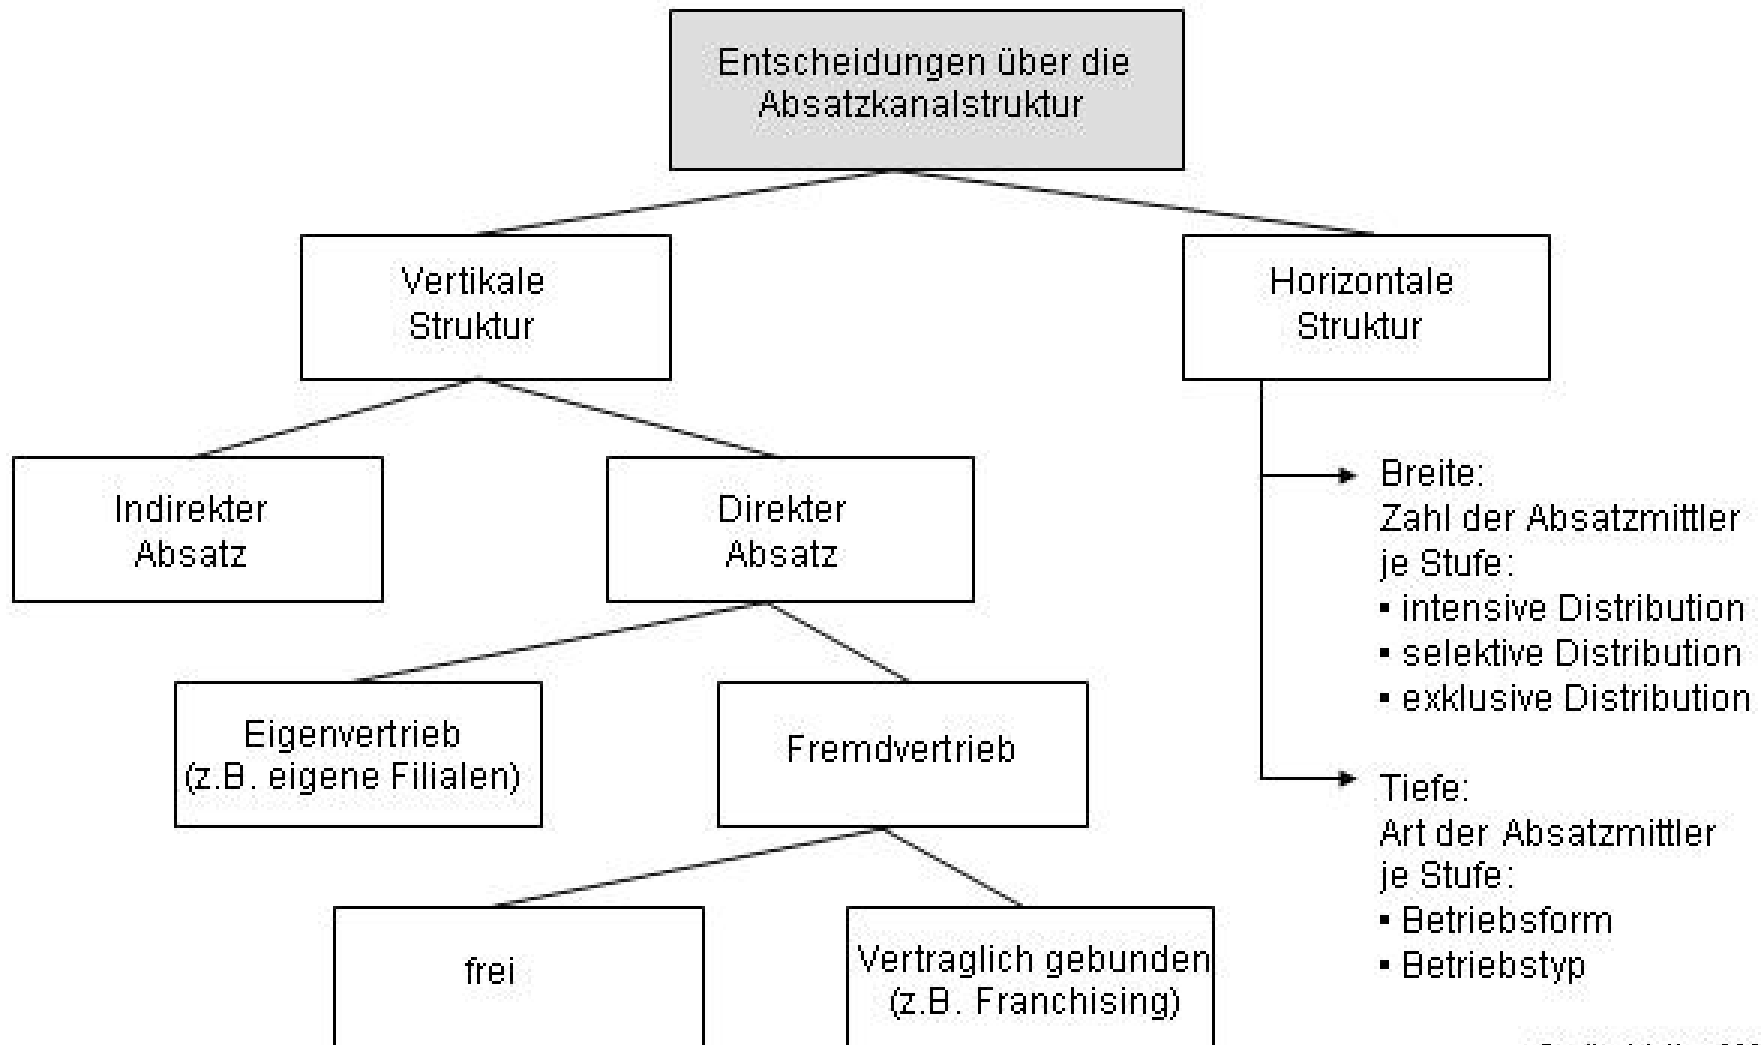 Entscheidungen über die
Absatzkanalstruktur
Vertikale
Struktur
Horizontale
Struktur
Indirekter
Absatz
Direkter
Absatz
Eigenvertrieb
(z.B. eigene Filialen)
Fremdvertrieb
frei
Vertraglich gebunden
(z.B. Franchising)
Breite:
Zahl der Absatzmittler
je Stufe:
▪ intensive Distribution
▪ selektive Distribution
▪ exklusive Distribution
Tiefe:
Art der Absatzmittler
je Stufe:
▪ Betriebsform
▪ Betriebstyp